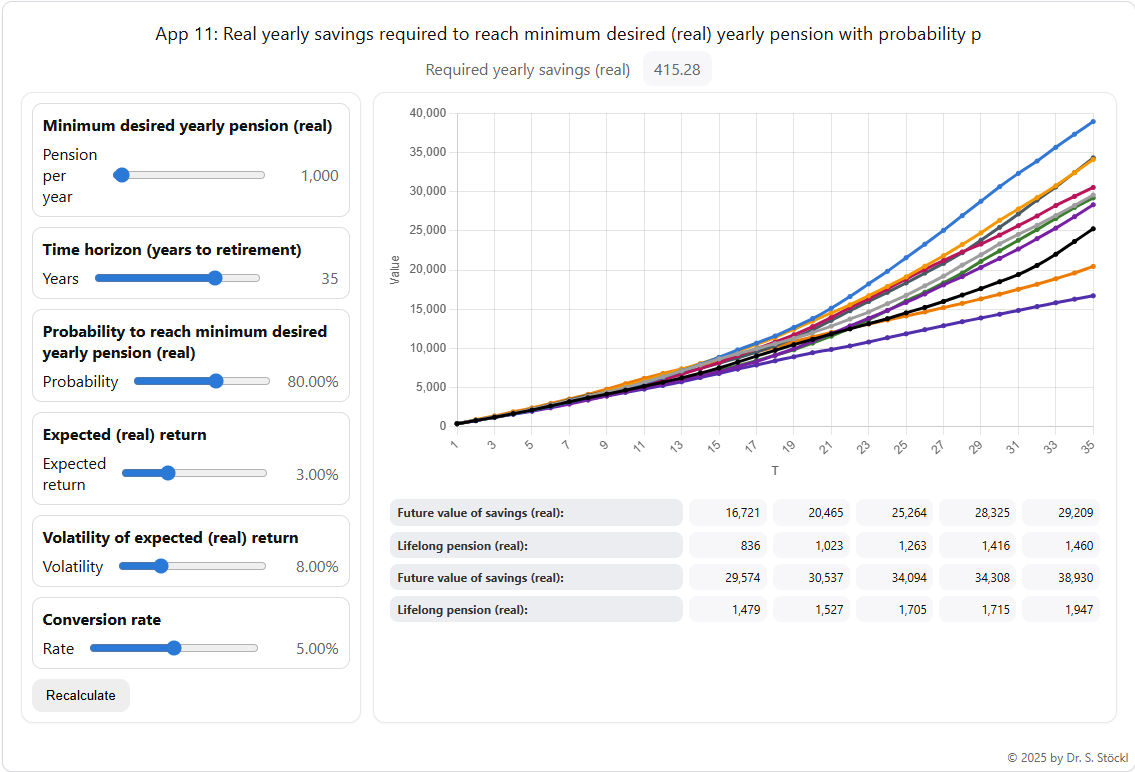 App 11: Real yearly savings required to reach minimum desired (real) yearly pension with probability p
Required yearly savings (real) 415.28
Minimum desired yearly pension (real)
Pension
per
year
1,000
Time horizon (years to retirement)
Years 35
Probability to reach minimum desired
yearly pension (real)
Probability 80.00%
Expected (real) return
Expected
return
3.00%
Volatility of expected (real) return
Volatility 8.00%
Conversion rate
Rate 5.00%
Recalculate
40,000
35,000
30,000
25,000
20,000
15,000
10,000
5,000
0
Value
1 3 5 7 9 11 13 15 17 19 21 23 25 27 29 31 33 35
T
Future value of savings (real): 16,721 20,465 25,264 28,325 29,209
Lifelong pension (real): 836 1,023 1,263 1,416 1,460
Future value of savings (real): 29,574 30,537 34,094 34,308 38,930
Lifelong pension (real): 1,479 1,527 1,705 1,715 1,947
© 2025 by Dr. S. Stöckl